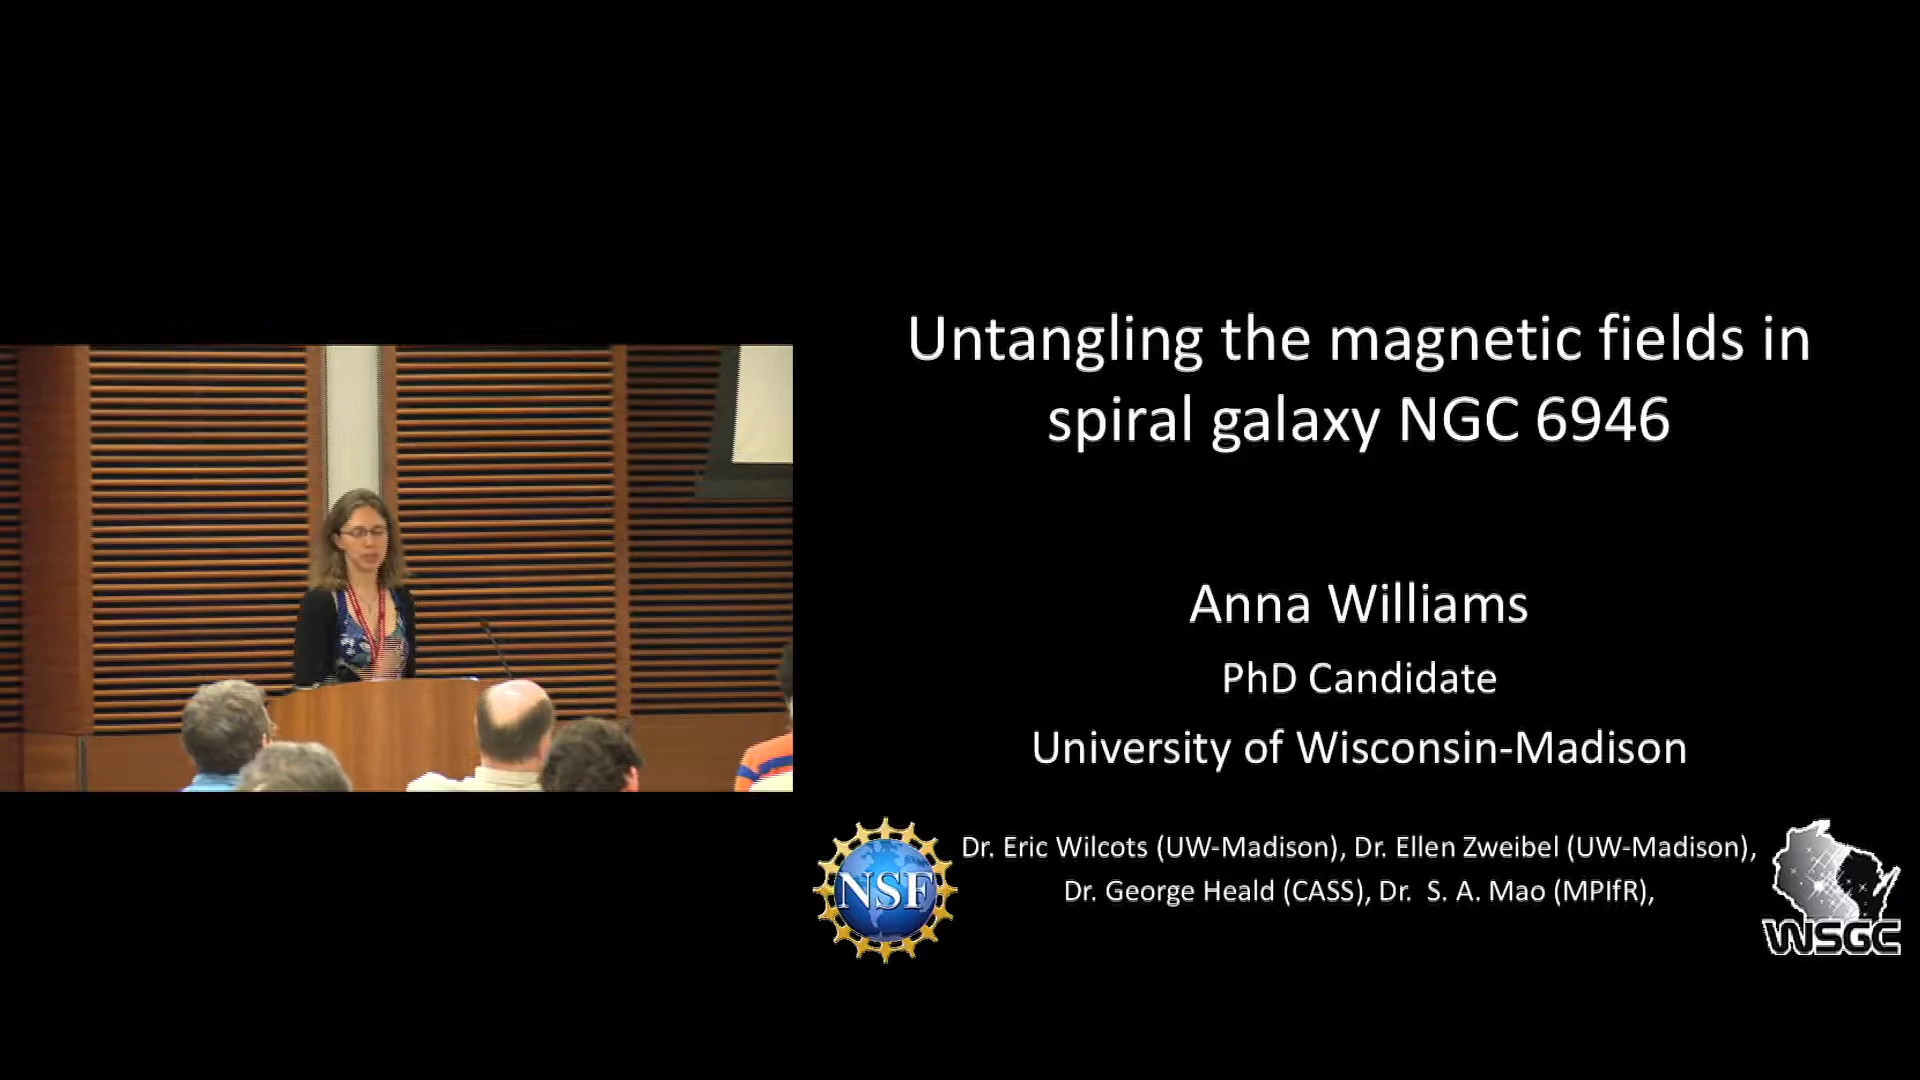 Untangling the magnetic fields in
spiral galaxy NGC 6946
Anna Williams
PhD Candidate
University of Wisconsin-Madison
Dr. Eric Wilcots (UW-Madison), Dr. Ellen Zweibel (UW-Madison),
Dr. George Heald (CASS), Dr. S. A. Mao (MPIfR),
NSF
WSGC